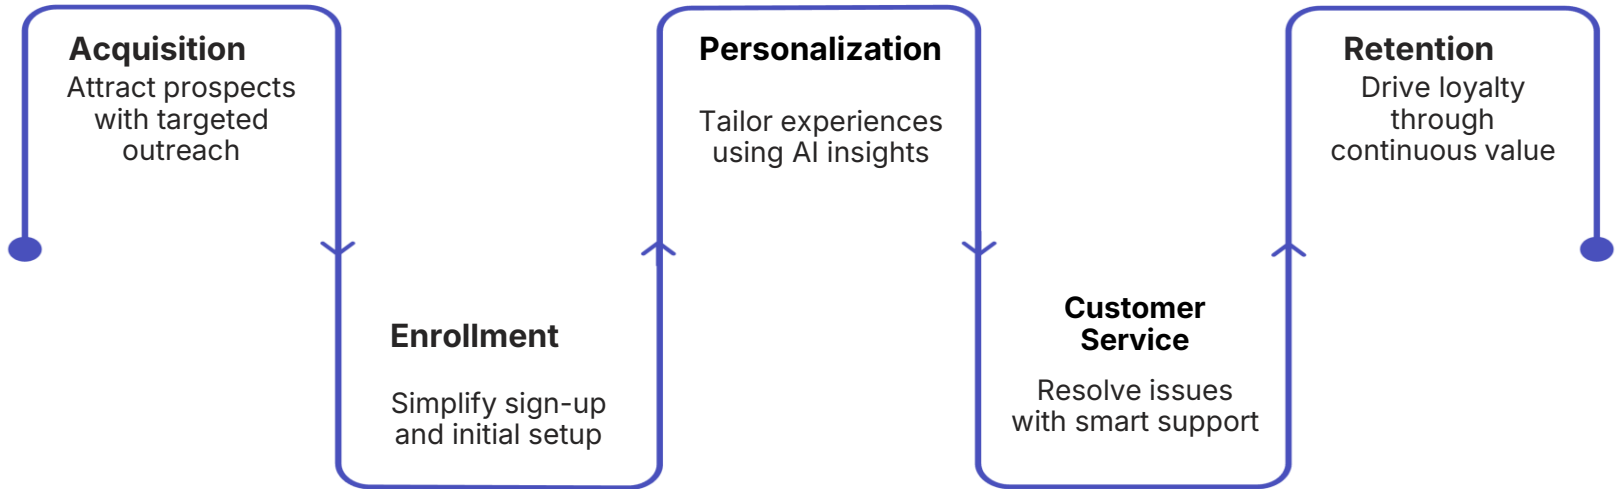 Acquisition
Attract prospects
with targeted
outreach
Enrollment
Simplify sign-up
and initial setup
Personalization
Tailor experiences
using AI insights
Customer
Service
Resolve issues
with smart support
Retention
Drive loyalty
through
continuous value